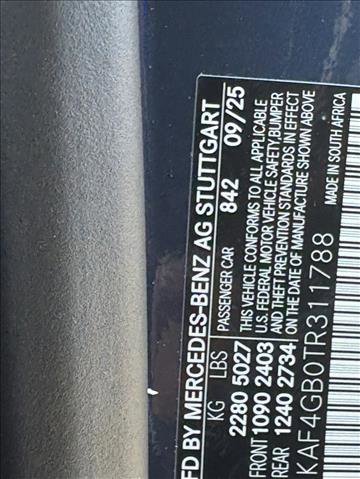 FD BY MERCEDES-BENZ AG STUTTGART
PASSENGER CAR 842 09/25
KG LBS THIS VEHICLE CONFORMS TO ALL APPLICABLE
2280 5027 U.S. FEDERAL MOTOR VEHICLE SAFETY, BUMPER
FRONT 1090 2403 AND THEFT PREVENTION STANDARDS IN EFFECT
REAR 1240 2734 ON THE DATE OF MANUFACTURE SHOWN ABOVE
MADE IN SOUTH AFRICA
KAF4GB0TR311788